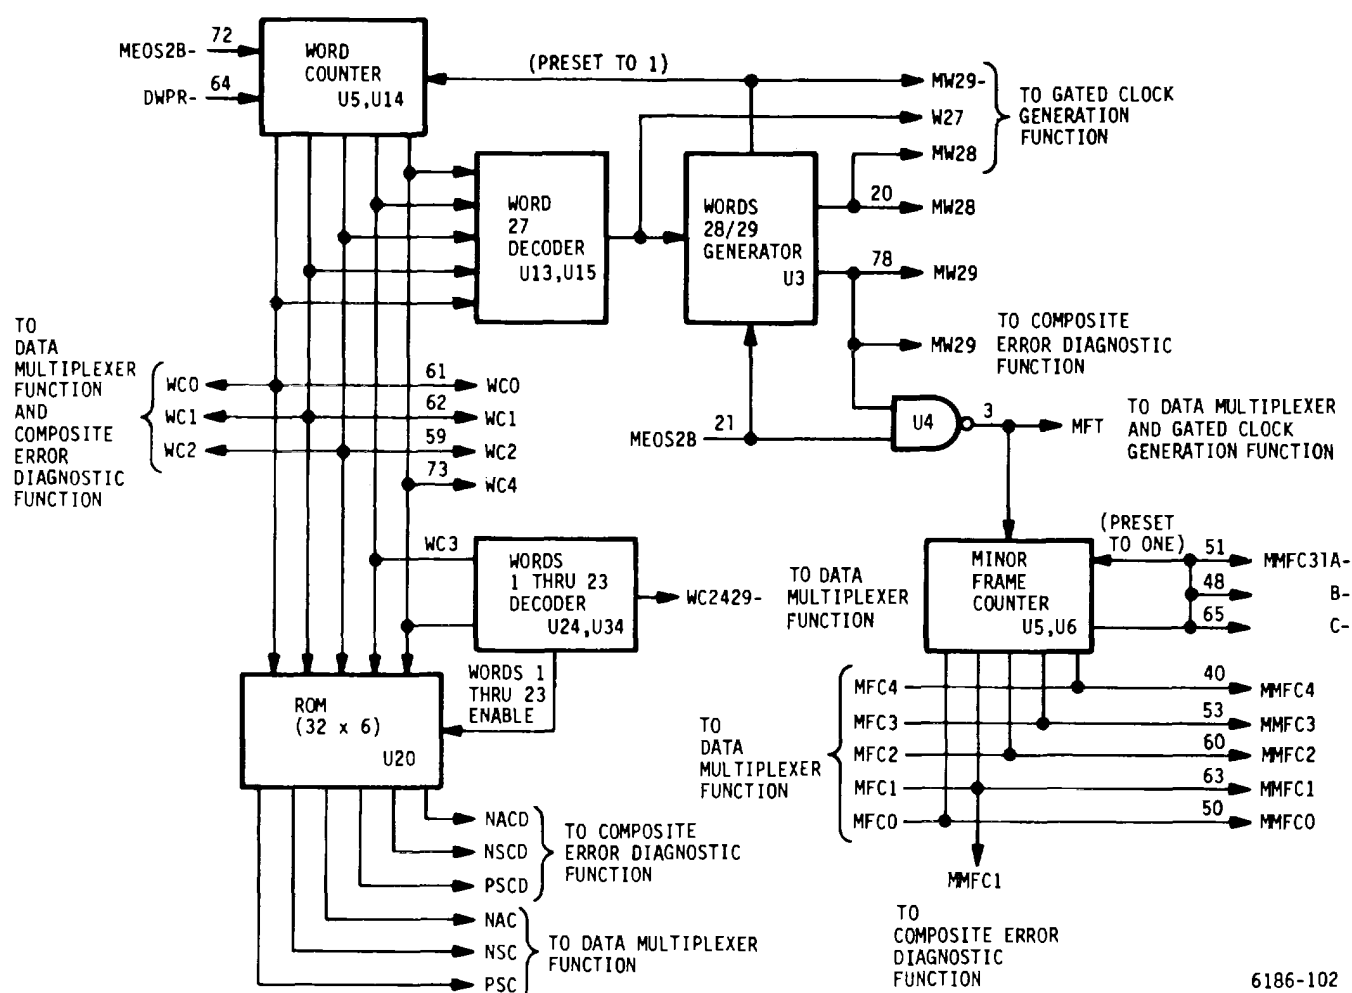 MEOS2B- 72
DWPR- 64
WORD
COUNTER
U5,U14
(PRESET TO 1)
MW29-
W27
MW28
TO GATED CLOCK
GENERATION
FUNCTION
WORD
27
DECODER
U13,U15
WORDS
28/29
GENERATOR
U3
20 MW28
78 MW29
MW29
TO COMPOSITE
ERROR DIAGNOSTIC
FUNCTION
TO
DATA
MULTIPLEXER
FUNCTION
AND
COMPOSITE
ERROR
DIAGNOSTIC
FUNCTION
WC0 61 WC0
WC1 62 WC1
WC2 59 WC2
73 WC4
MEOS2B 21
U4
3 MFT
TO DATA MULTIPLEXER
AND GATED CLOCK
GENERATION FUNCTION
WC3
WORDS
1 THRU 23
DECODER
U24,U34
WC2429-
TO DATA
MULTIPLEXER
FUNCTION
WORDS 1
THRU 23
ENABLE
ROM
(32 x 6)
U20
MINOR
FRAME
COUNTER
U5,U6
(PRESET
TO ONE)
51 MMFC31A-
48 B-
65 C-
TO
DATA
MULTIPLEXER
FUNCTION
MFC4 40 MMFC4
MFC3 53 MMFC3
MFC2 60 MMFC2
MFC1 63 MMFC1
MFC0 50 MMFC0
MMFC1
TO
COMPOSITE ERROR
DIAGNOSTIC
FUNCTION
NACD
NSCD
PSCD
TO COMPOSITE
ERROR DIAGNOSTIC
FUNCTION
NAC
NSC
PSC
TO DATA MULTIPLEXER
FUNCTION
6186-102